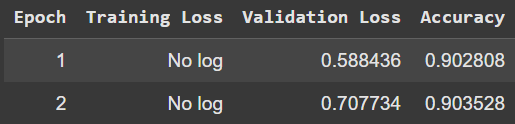 Epoch Training Loss Validation Loss Accuracy
1 No log 0.588436 0.902808
2 No log 0.707734 0.903528